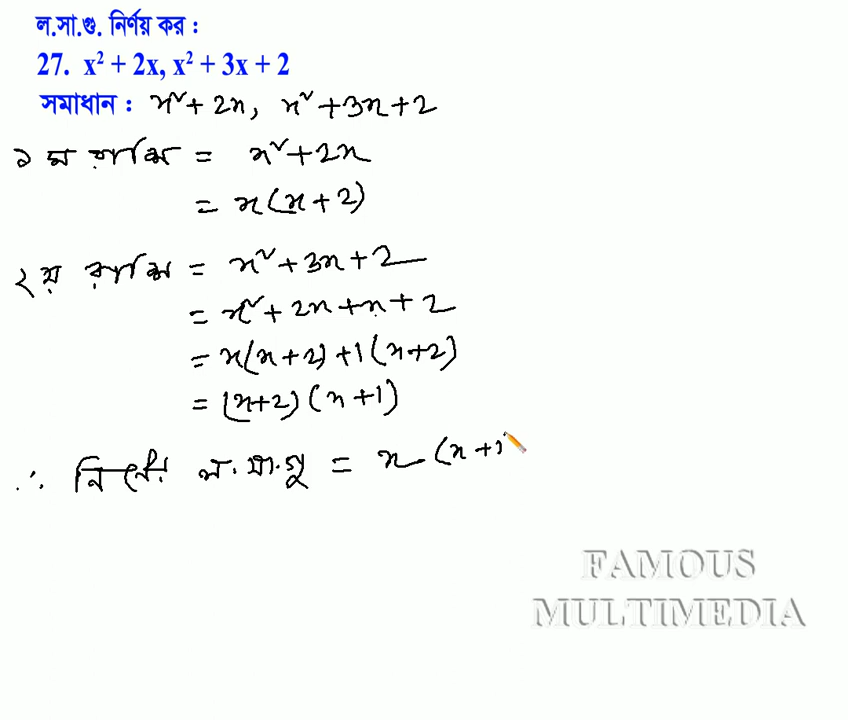 ল.সা.গু. নির্ণয় কর :
27. x² + 2x, x² + 3x + 2
সমাধান : x² + 2x, x² + 3x + 2
১ম রাশি = x² + 2x
= x(x + 2)
২য় রাশি = x² + 3x + 2
= x² + 2x + x + 2
= x(x + 2) + 1(x + 2)
= (x+2)(x+1)
∴ নির্ণেয় ল.সা.গু = x (x +
FAMOUS
MULTIMEDIA